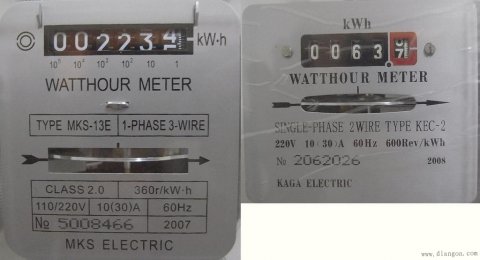 002234 kW·h
10⁵ 10⁴ 10³ 10² 10 1
WATTHOUR METER
TYPE MKS-13E 1-PHASE 3-WIRE
CLASS 2.0 360r/kW·h
110/220V 10(30)A 60Hz
№ 5008466 2007
MKS ELECTRIC
kWh
0063
WATTHOUR METER
SINGLE-PHASE 2WIRE TYPE KEC-2
220V 10(30)A 60Hz 600Rev/kWh
№ 2062026 2008
KAGA ELECTRIC
www.diangon.com